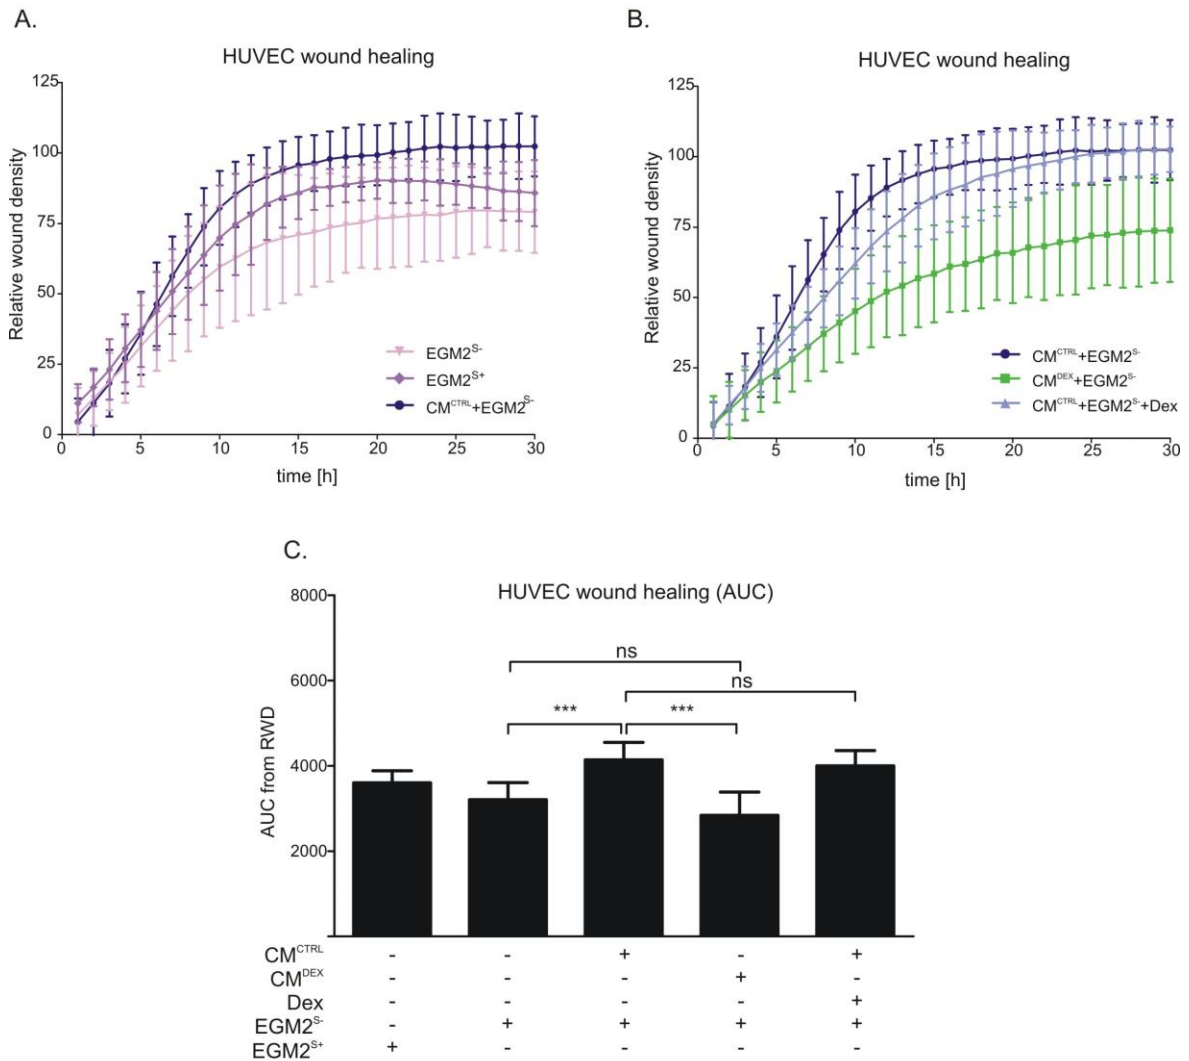 A.
HUVEC wound healing
125
100
75
50
25
0
Relative wound density
0 5 10 15 20 25 30
time [h]
EGM2S-
EGM2S+
CMCTRL+EGM2S-
B.
HUVEC wound healing
125
100
75
50
25
0
Relative wound density
0 5 10 15 20 25 30
time [h]
CMCTRL+EGM2S-
CMDEX+EGM2S-
CMCTRL+EGM2S-+Dex
C.
HUVEC wound healing (AUC)
8000
6000
4000
2000
AUC from RWD
ns
ns
*** ***
CMCTRL - - + - +
CMDEX - - - + -
Dex - - - - +
EGM2S- - + + + +
EGM2S+ + - - - -